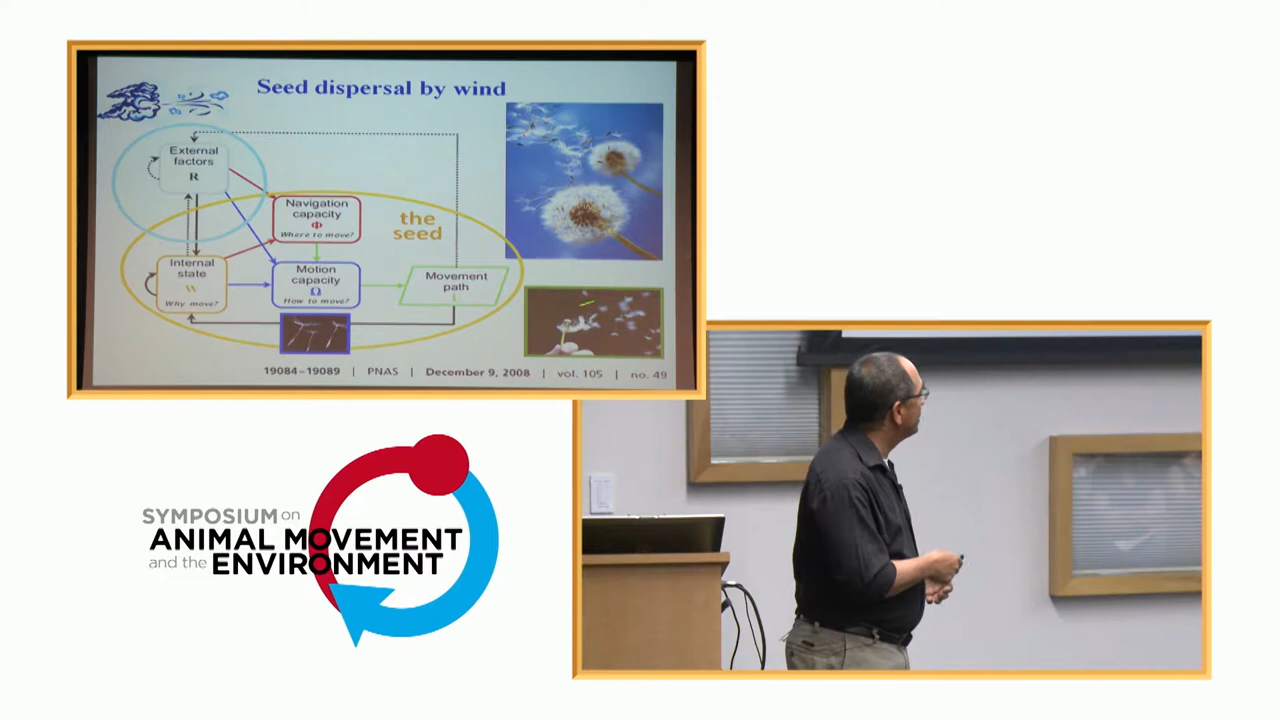 Seed dispersal by wind
External
factors
R
Navigation
capacity
Φ
Where to move?
the
seed
Internal
state
W
Why move?
Motion
capacity
Ω
How to move?
Movement
path
19084–19089 | PNAS | December 9, 2008 | vol. 105 | no. 49
SYMPOSIUM on
ANIMAL MOVEMENT
and the ENVIRONMENT